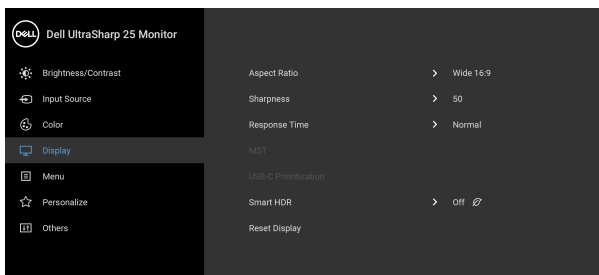 DELL Dell UltraSharp 25 Monitor
Brightness/Contrast
Input Source
Color
Display
Menu
Personalize
Others
Aspect Ratio > Wide 16:9
Sharpness > 50
Response Time > Normal
MST
USB-C Prioritization
Smart HDR > Off
Reset Display